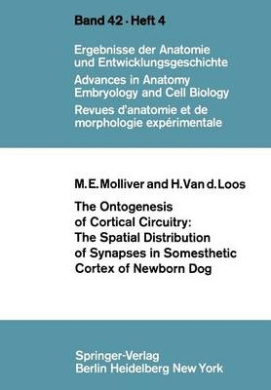 Band 42 · Heft 4
Ergebnisse der Anatomie
und Entwicklungsgeschichte
Advances in Anatomy
Embryology and Cell Biology
Revues d'anatomie et de
morphologie expérimentale
M.E.Molliver and H.Van d.Loos
The Ontogenesis
of Cortical Circuitry:
The Spatial Distribution
of Synapses in Somesthetic
Cortex of Newborn Dog
Springer-Verlag
Berlin Heidelberg New York